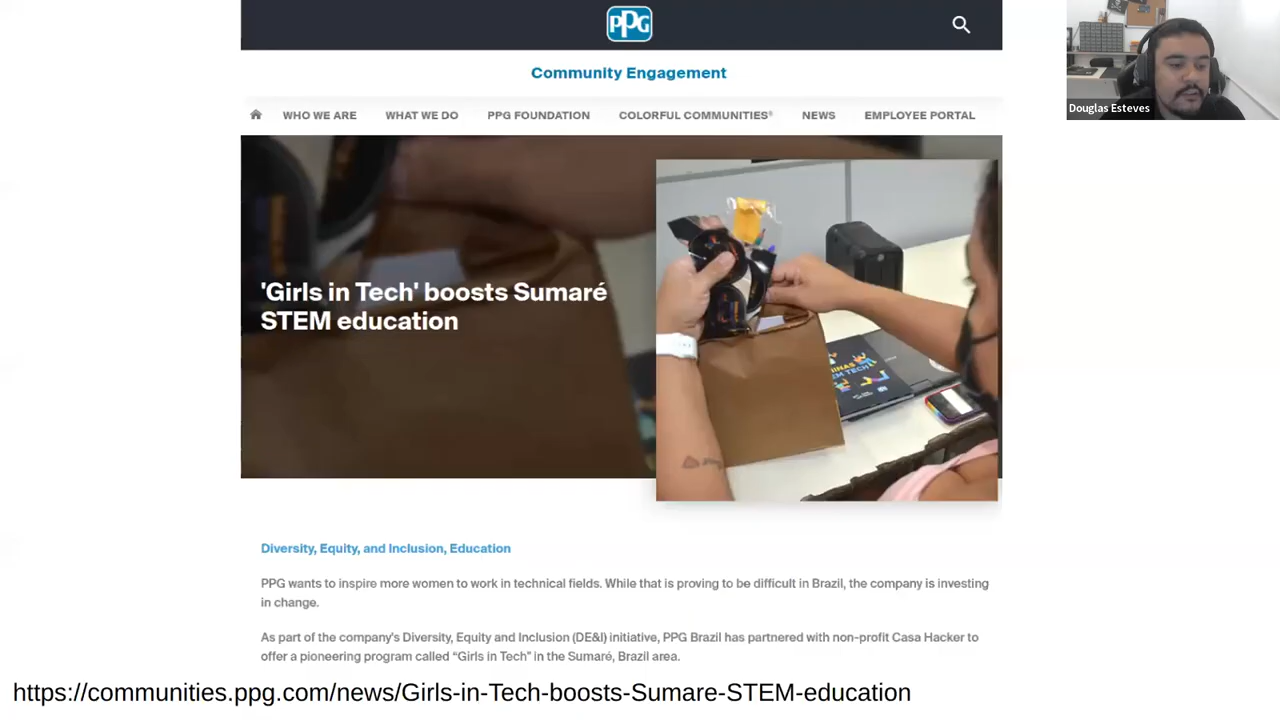 PPG
Community Engagement
Douglas Esteves
WHO WE ARE WHAT WE DO PPG FOUNDATION COLORFUL COMMUNITIES® NEWS EMPLOYEE PORTAL
'Girls in Tech' boosts Sumaré
STEM education
TECH
Diversity, Equity, and Inclusion, Education
PPG wants to inspire more women to work in technical fields. While that is proving to be difficult in Brazil, the company is investing
in change.
As part of the company's Diversity, Equity and Inclusion (DE&I) initiative, PPG Brazil has partnered with non-profit Casa Hacker to
offer a pioneering program called “Girls in Tech” in the Sumaré, Brazil area.
https://communities.ppg.com/news/Girls-in-Tech-boosts-Sumare-STEM-education